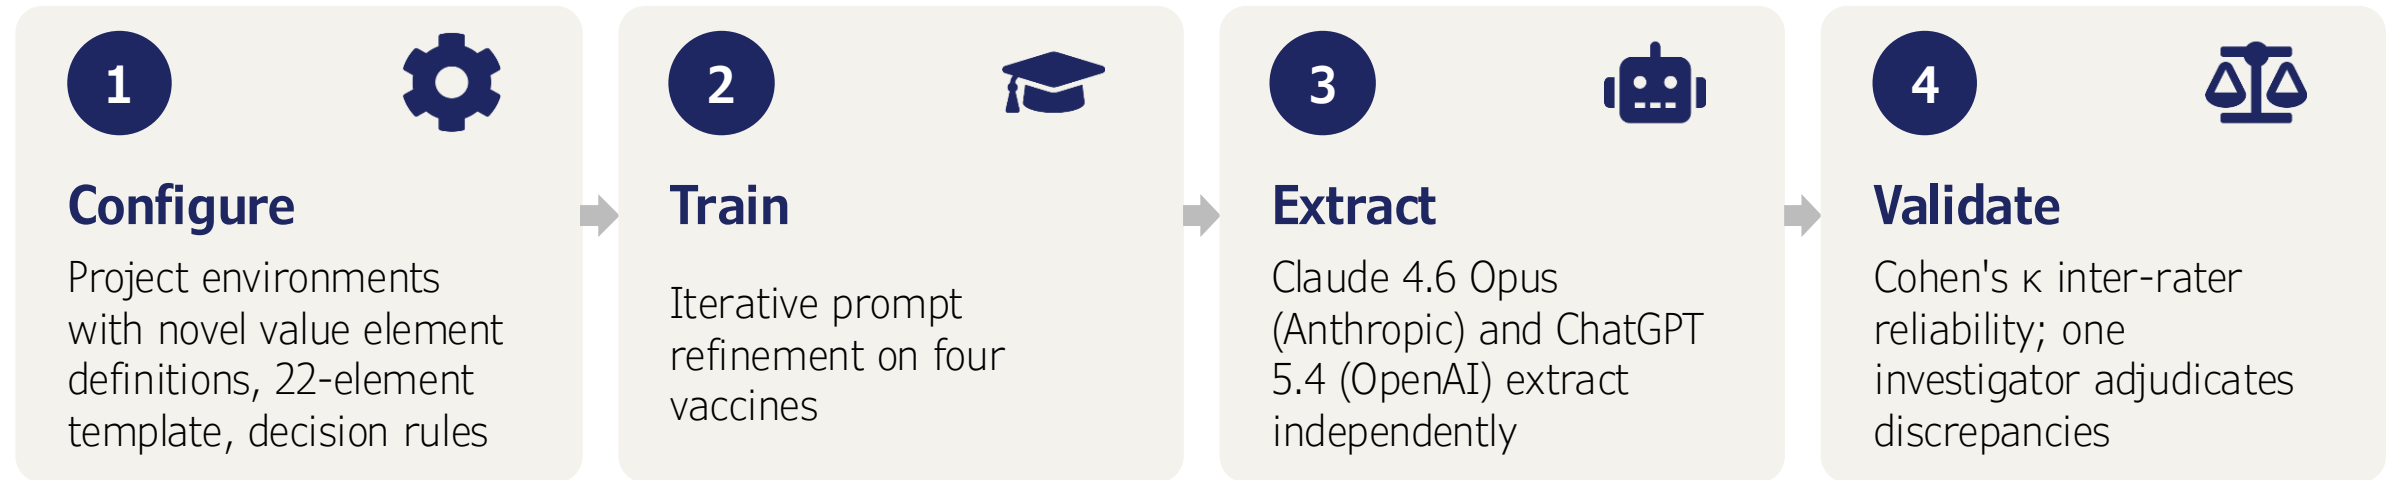 1
Configure
Project environments
with novel value element
definitions, 22-element
template, decision rules
2
Train
Iterative prompt
refinement on four
vaccines
3
Extract
Claude 4.6 Opus
(Anthropic) and ChatGPT
5.4 (OpenAI) extract
independently
4
Validate
Cohen's κ inter-rater
reliability; one
investigator adjudicates
discrepancies